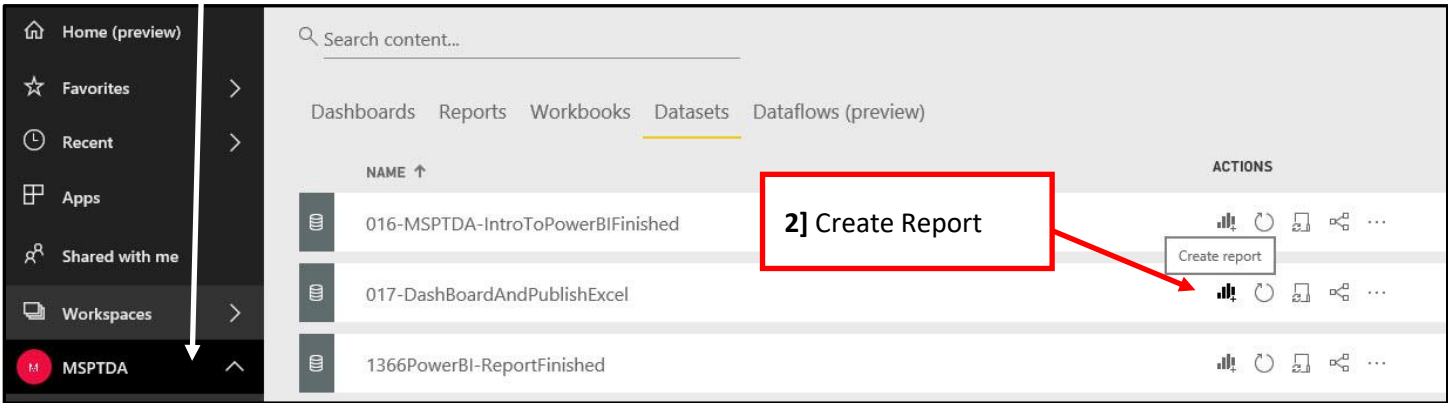 Home (preview)
Favorites
Recent
Apps
Shared with me
Workspaces
M MSPTDA
Search content...
Dashboards Reports Workbooks Datasets Dataflows (preview)
NAME ↑ ACTIONS
016-MSPTDA-IntroToPowerBIFinished
2] Create Report
Create report
017-DashBoardAndPublishExcel
1366PowerBI-ReportFinished